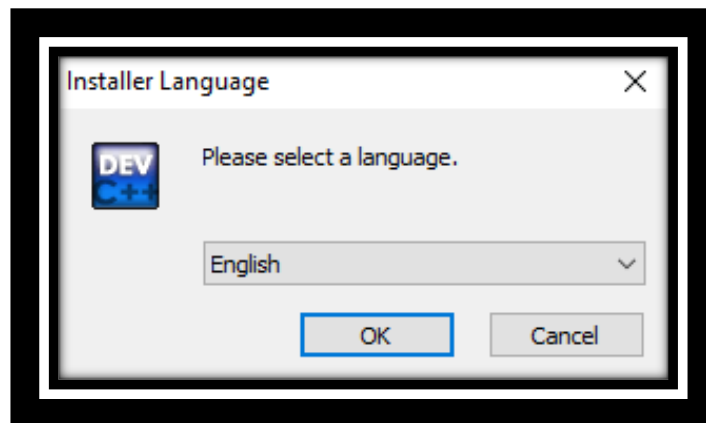 Installer Language
DEV
C++
Please select a language.
English
OK
Cancel